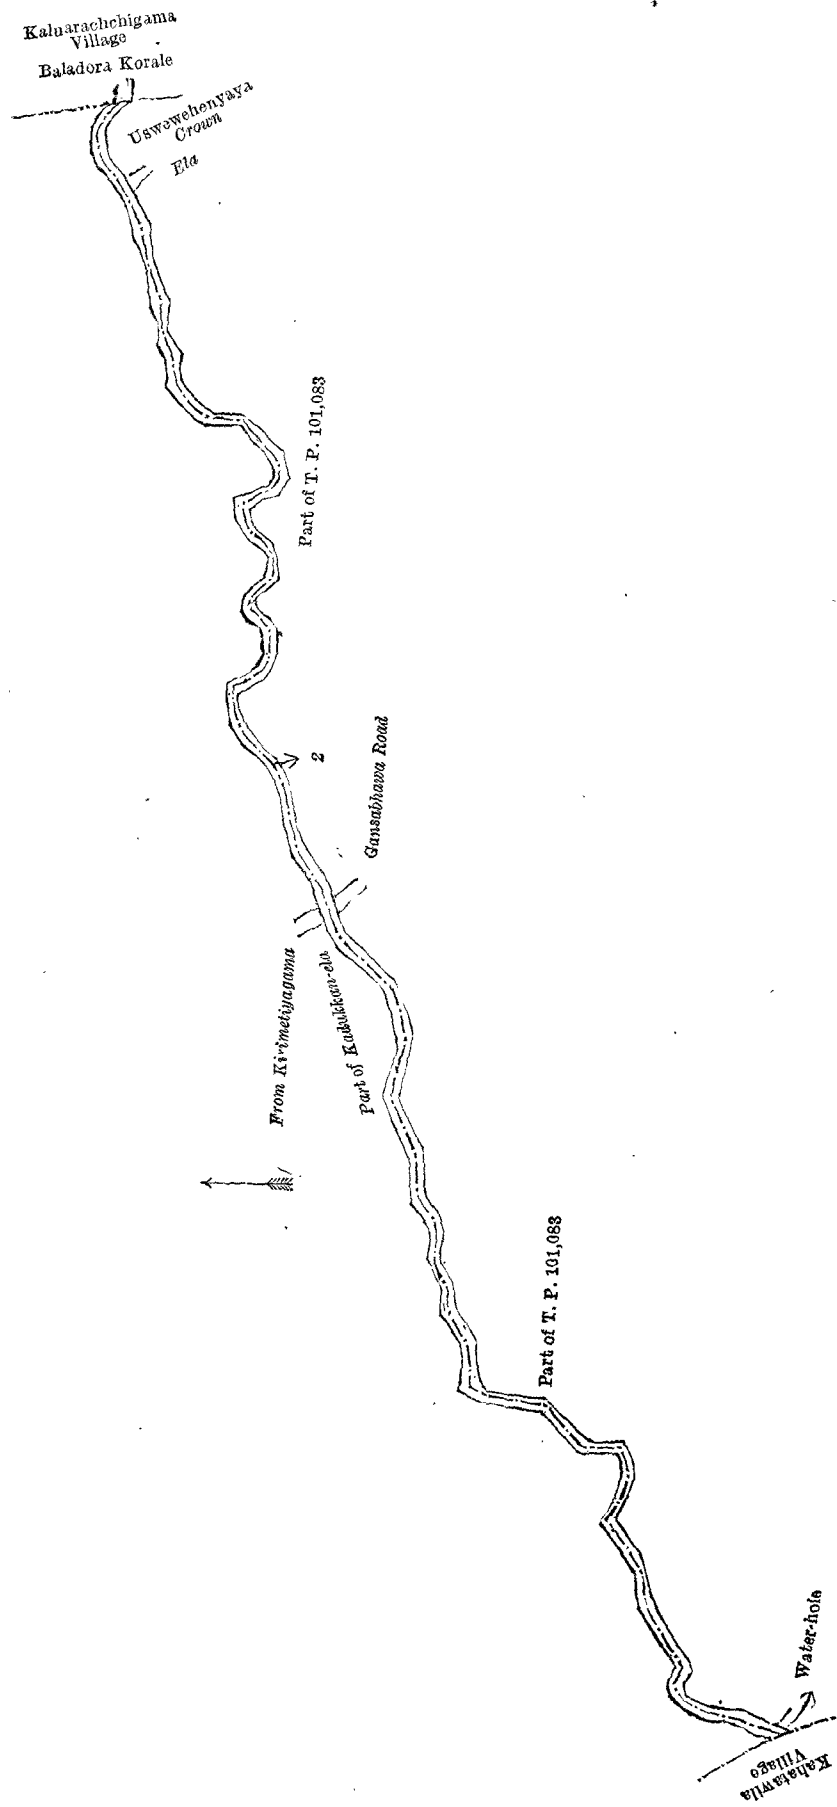 Kaluarachchigama
Village
Baladora Korale
Uswewehenyaya
Crown
Ela
Part of T. P. 101,083
2
Gansabhawa Road
From Kirimetiyagama
Part of Kadukkan-ela
Part of T. P. 101,083
Water-hole
Kahatawila
Village